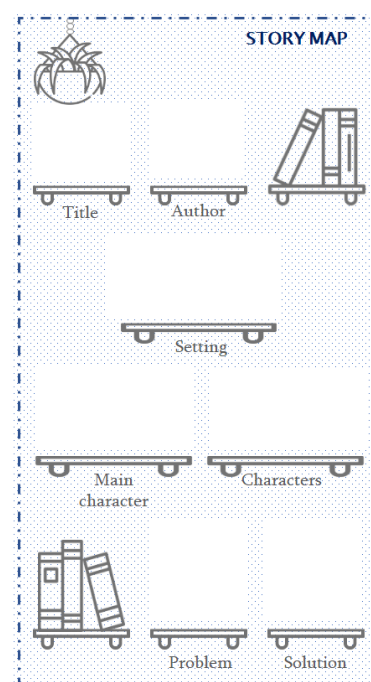 STORY MAP
Title
Author
Setting
Main
character
Characters
Problem
Solution